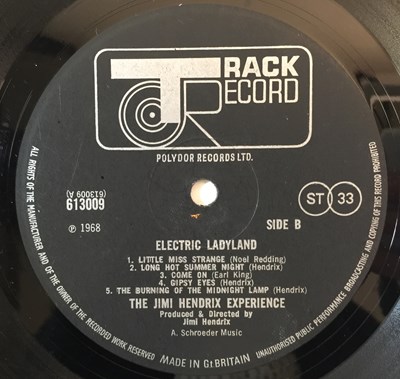 TRACK
RECORD
POLYDOR RECORDS LTD.
(613009 A)
613009
℗ 1968
ST 33
SIDE B
ELECTRIC LADYLAND
1. LITTLE MISS STRANGE (Noel Redding)
2. LONG HOT SUMMER NIGHT (Hendrix)
3. COME ON (Earl King)
4. GIPSY EYES (Hendrix)
5. THE BURNING OF THE MIDNIGHT LAMP (Hendrix)
THE JIMI HENDRIX EXPERIENCE
Produced & Directed by
Jimi Hendrix
A. Schroeder Music
ALL RIGHTS OF THE MANUFACTURER AND OF THE OWNER OF THE RECORDED WORK RESERVED
MADE IN Gt BRITAIN
UNAUTHORISED PUBLIC PERFORMANCE BROADCASTING AND COPYING OF THIS RECORD PROHIBITED